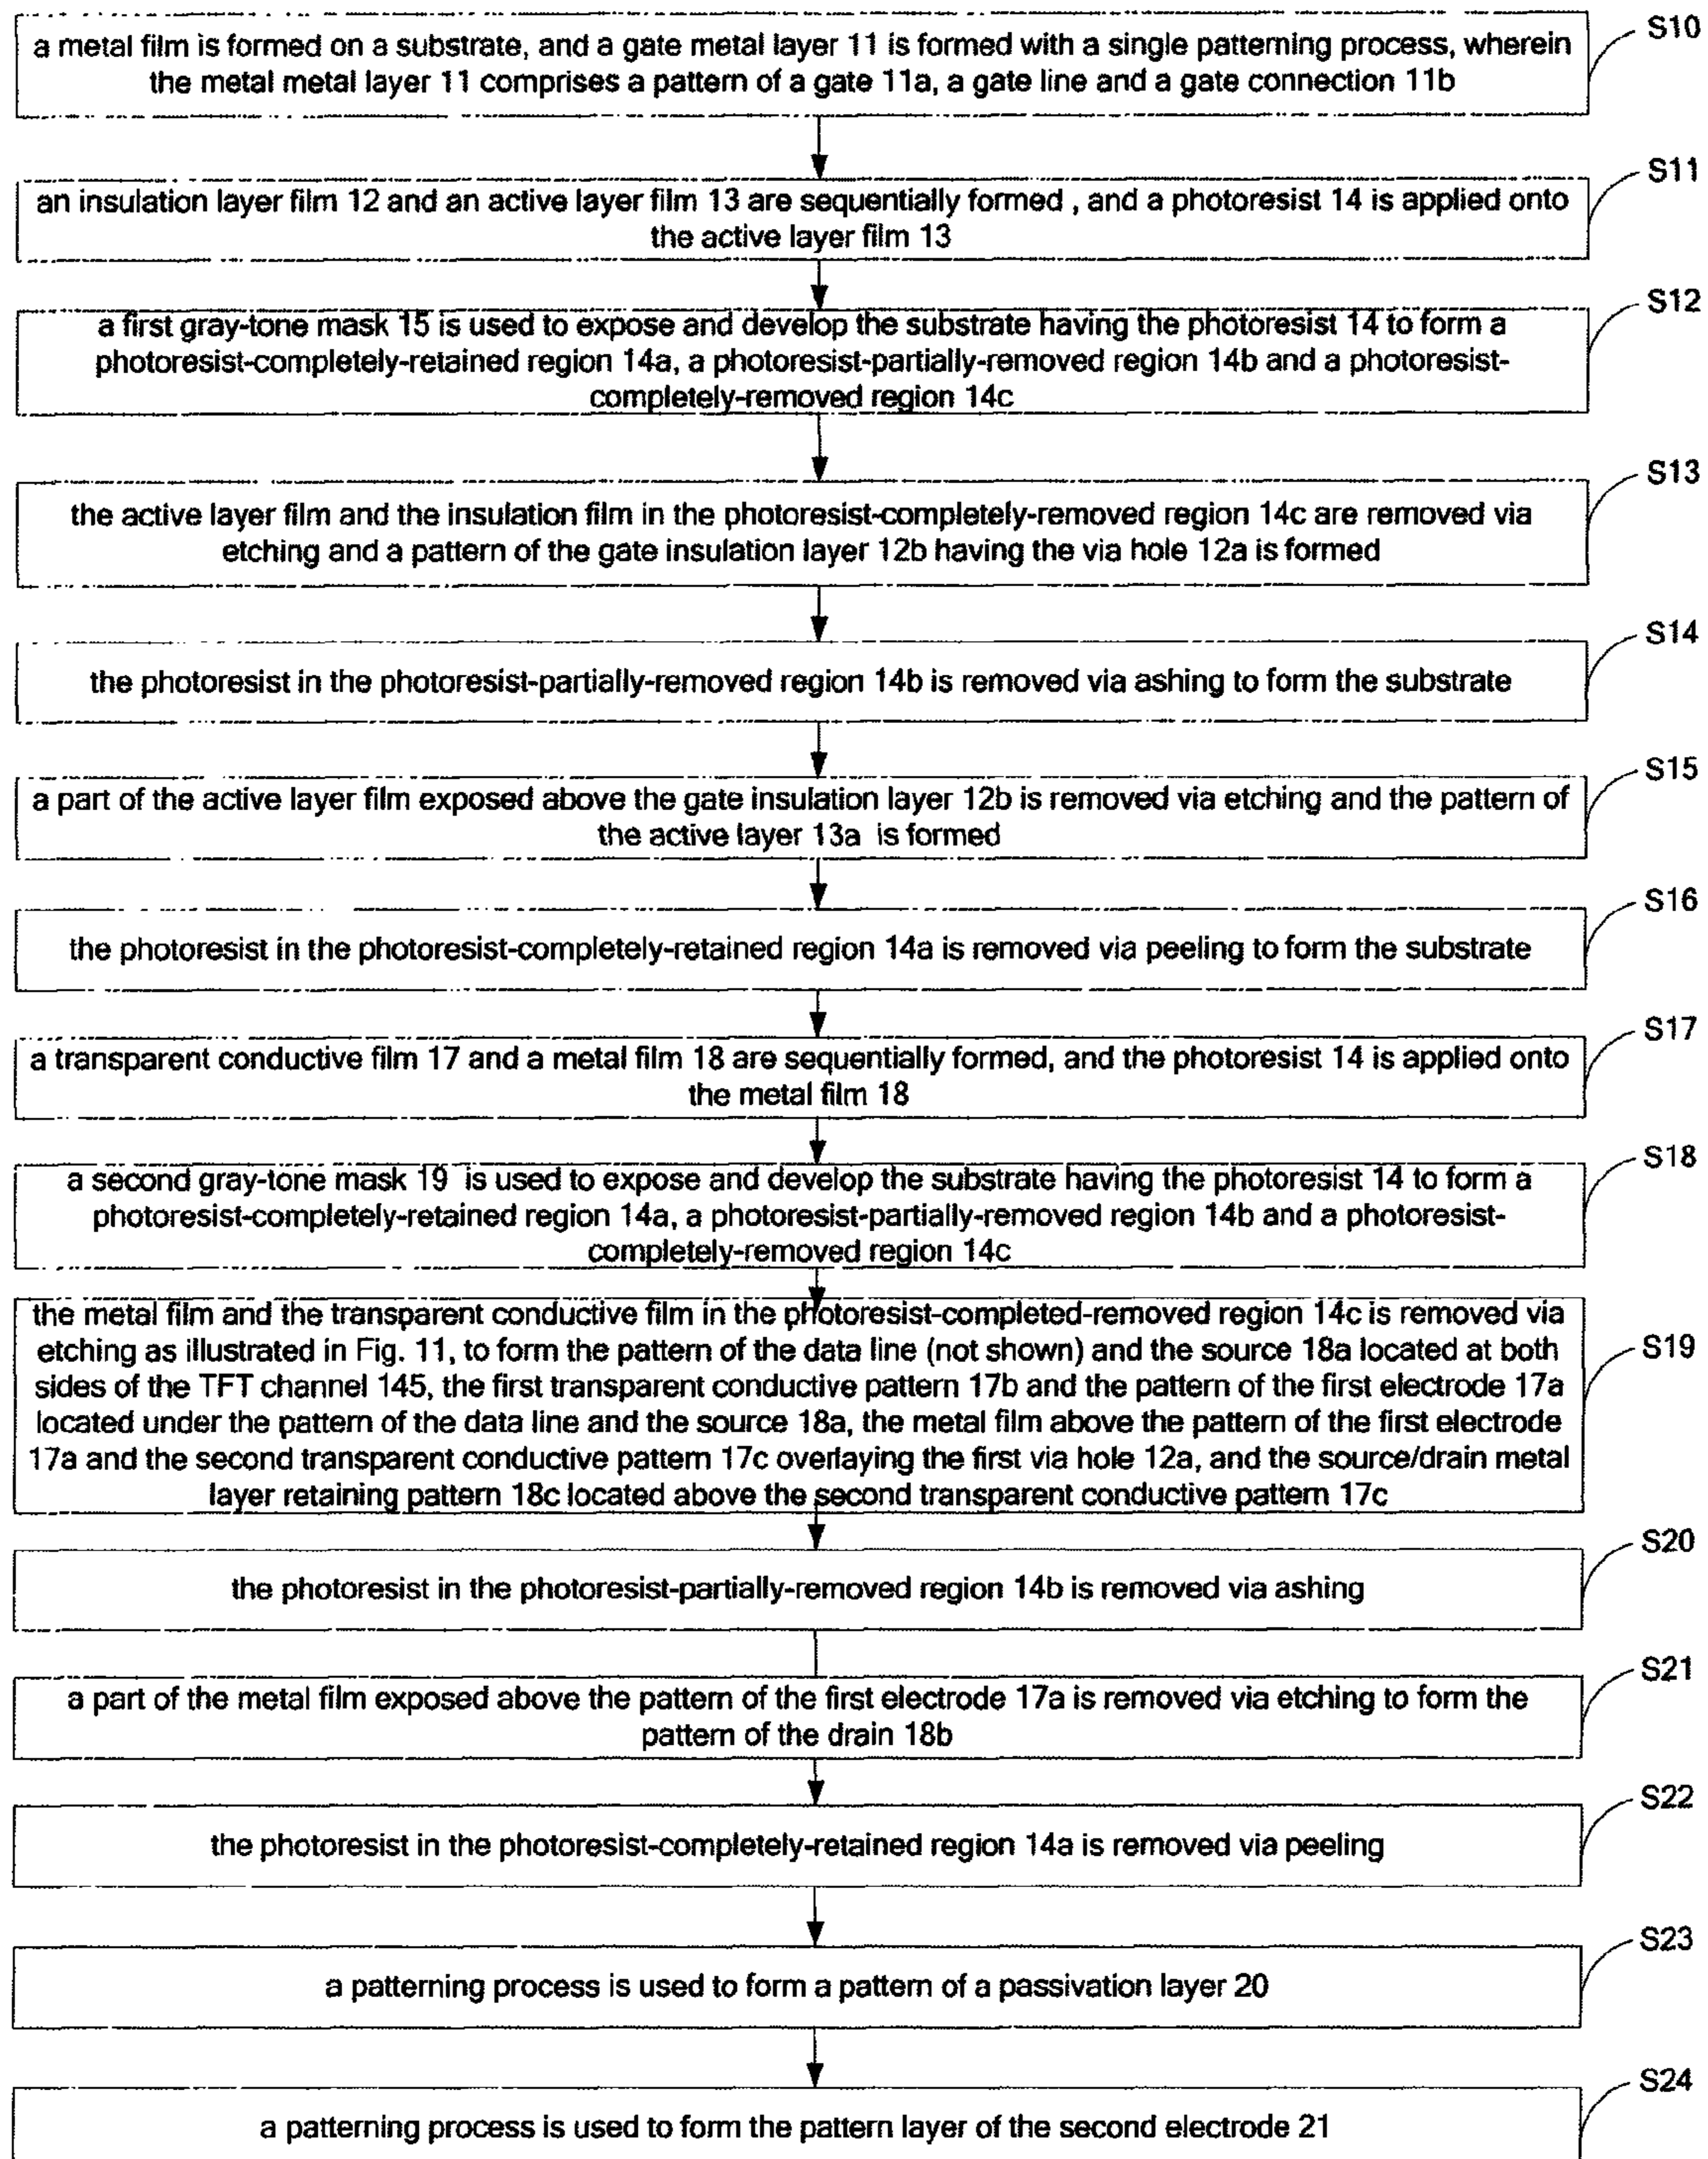 a metal film is formed on a substrate, and a gate metal layer 11 is formed with a single patterning process, wherein
the metal metal layer 11 comprises a pattern of a gate 11a, a gate line and a gate connection 11b
S10
an insulation layer film 12 and an active layer film 13 are sequentially formed , and a photoresist 14 is applied onto
the active layer film 13
S11
a first gray-tone mask 15 is used to expose and develop the substrate having the photoresist 14 to form a
photoresist-completely-retained region 14a, a photoresist-partially-removed region 14b and a photoresist-
completely-removed region 14c
S12
the active layer film and the insulation film in the photoresist-completely-removed region 14c are removed via
etching and a pattern of the gate insulation layer 12b having the via hole 12a is formed
S13
the photoresist in the photoresist-partially-removed region 14b is removed via ashing to form the substrate
S14
a part of the active layer film exposed above the gate insulation layer 12b is removed via etching and the pattern of
the active layer 13a is formed
S15
the photoresist in the photoresist-completely-retained region 14a is removed via peeling to form the substrate
S16
a transparent conductive film 17 and a metal film 18 are sequentially formed, and the photoresist 14 is applied onto
the metal film 18
S17
a second gray-tone mask 19 is used to expose and develop the substrate having the photoresist 14 to form a
photoresist-completely-retained region 14a, a photoresist-partially-removed region 14b and a photoresist-
completely-removed region 14c
S18
the metal film and the transparent conductive film in the photoresist-completed-removed region 14c is removed via
etching as illustrated in Fig. 11, to form the pattern of the data line (not shown) and the source 18a located at both
sides of the TFT channel 145, the first transparent conductive pattern 17b and the pattern of the first electrode 17a
located under the pattern of the data line and the source 18a, the metal film above the pattern of the first electrode
17a and the second transparent conductive pattern 17c overlaying the first via hole 12a, and the source/drain metal
layer retaining pattern 18c located above the second transparent conductive pattern 17c
S19
the photoresist in the photoresist-partially-removed region 14b is removed via ashing
S20
a part of the metal film exposed above the pattern of the first electrode 17a is removed via etching to form the
pattern of the drain 18b
S21
the photoresist in the photoresist-completely-retained region 14a is removed via peeling
S22
a patterning process is used to form a pattern of a passivation layer 20
S23
a patterning process is used to form the pattern layer of the second electrode 21
S24